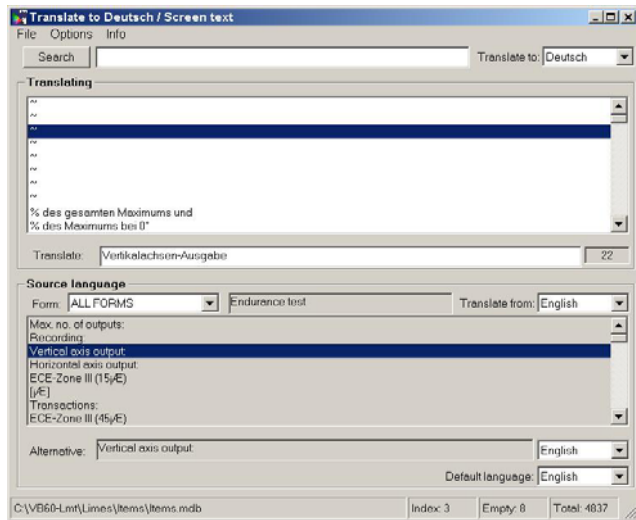 Translate to Deutsch / Screen text
File Options Info
Search Translate to: Deutsch
Translating
~
~
~
~
~
~
~
~
% des gesamten Maximums und
% des Maximums bei 0°
Translate: Vertikalachsen-Ausgabe 22
Source language
Form: ALL FORMS Endurance test Translate from: English
Max. no. of outputs:
Recording:
Vertical axis output:
Horizontal axis output:
ECE-Zone III (15µÆ)
[µÆ]
Transactions:
ECE-Zone III (45µÆ)
Alternative: Vertical axis output: English
Default language: English
C:\VB60-Lmt\Limes\Items\Items.mdb Index: 3 Empty: 8 Total: 4837